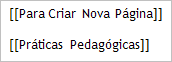 [[Para Criar Nova Página]]
[[Práticas Pedagógicas]]